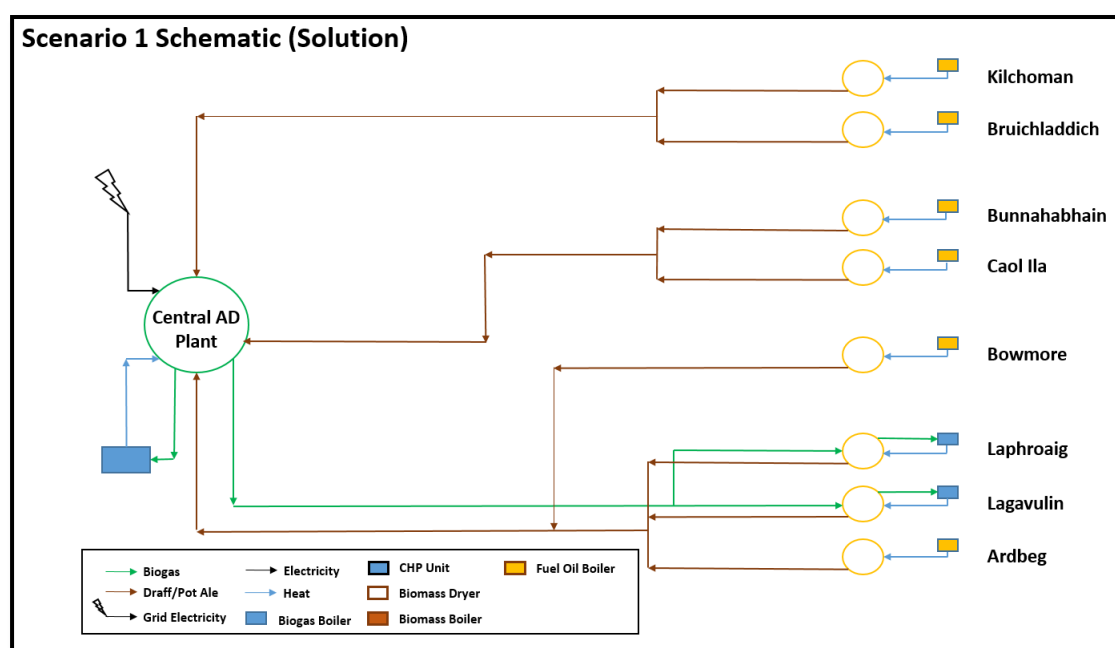 Scenario 1 Schematic (Solution)
Kilchoman
Bruichladdich
Bunnahabhain
Caol Ila
Central AD
Plant
Bowmore
Laphroaig
Lagavulin
Ardbeg
Biogas
Electricity
CHP Unit
Fuel Oil Boiler
Draff/Pot Ale
Heat
Biomass Dryer
Grid Electricity
Biogas Boiler
Biomass Boiler